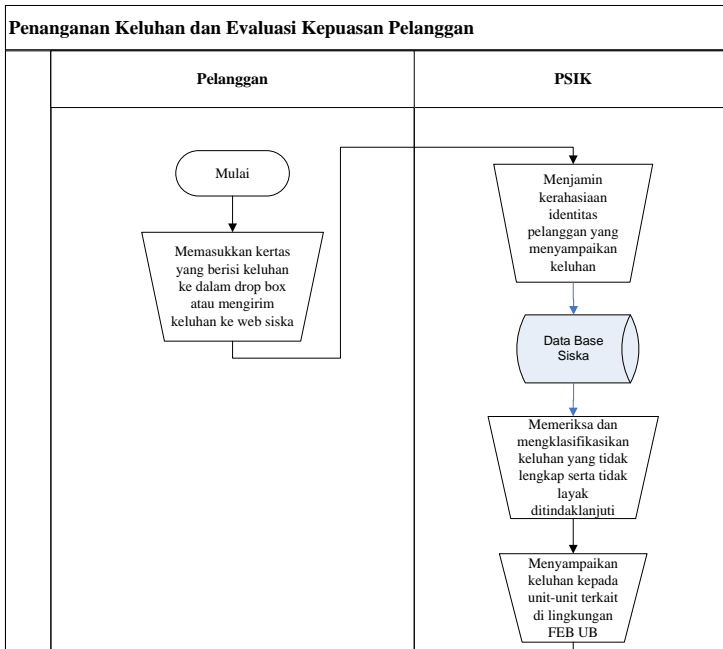 Penanganan Keluhan dan Evaluasi Kepuasan Pelanggan
Pelanggan
PSIK
Mulai
Memasukkan kertas
yang berisi keluhan
ke dalam drop box
atau mengirim
keluhan ke web siska
Menjamin
kerahasiaan
identitas
pelanggan yang
menyampaikan
keluhan
Data Base
Siska
Memeriksa dan
mengklasifikasikan
keluhan yang tidak
lengkap serta tidak
layak
ditindaklanjuti
Menyampaikan
keluhan kepada
unit-unit terkait
di lingkungan
FEB UB